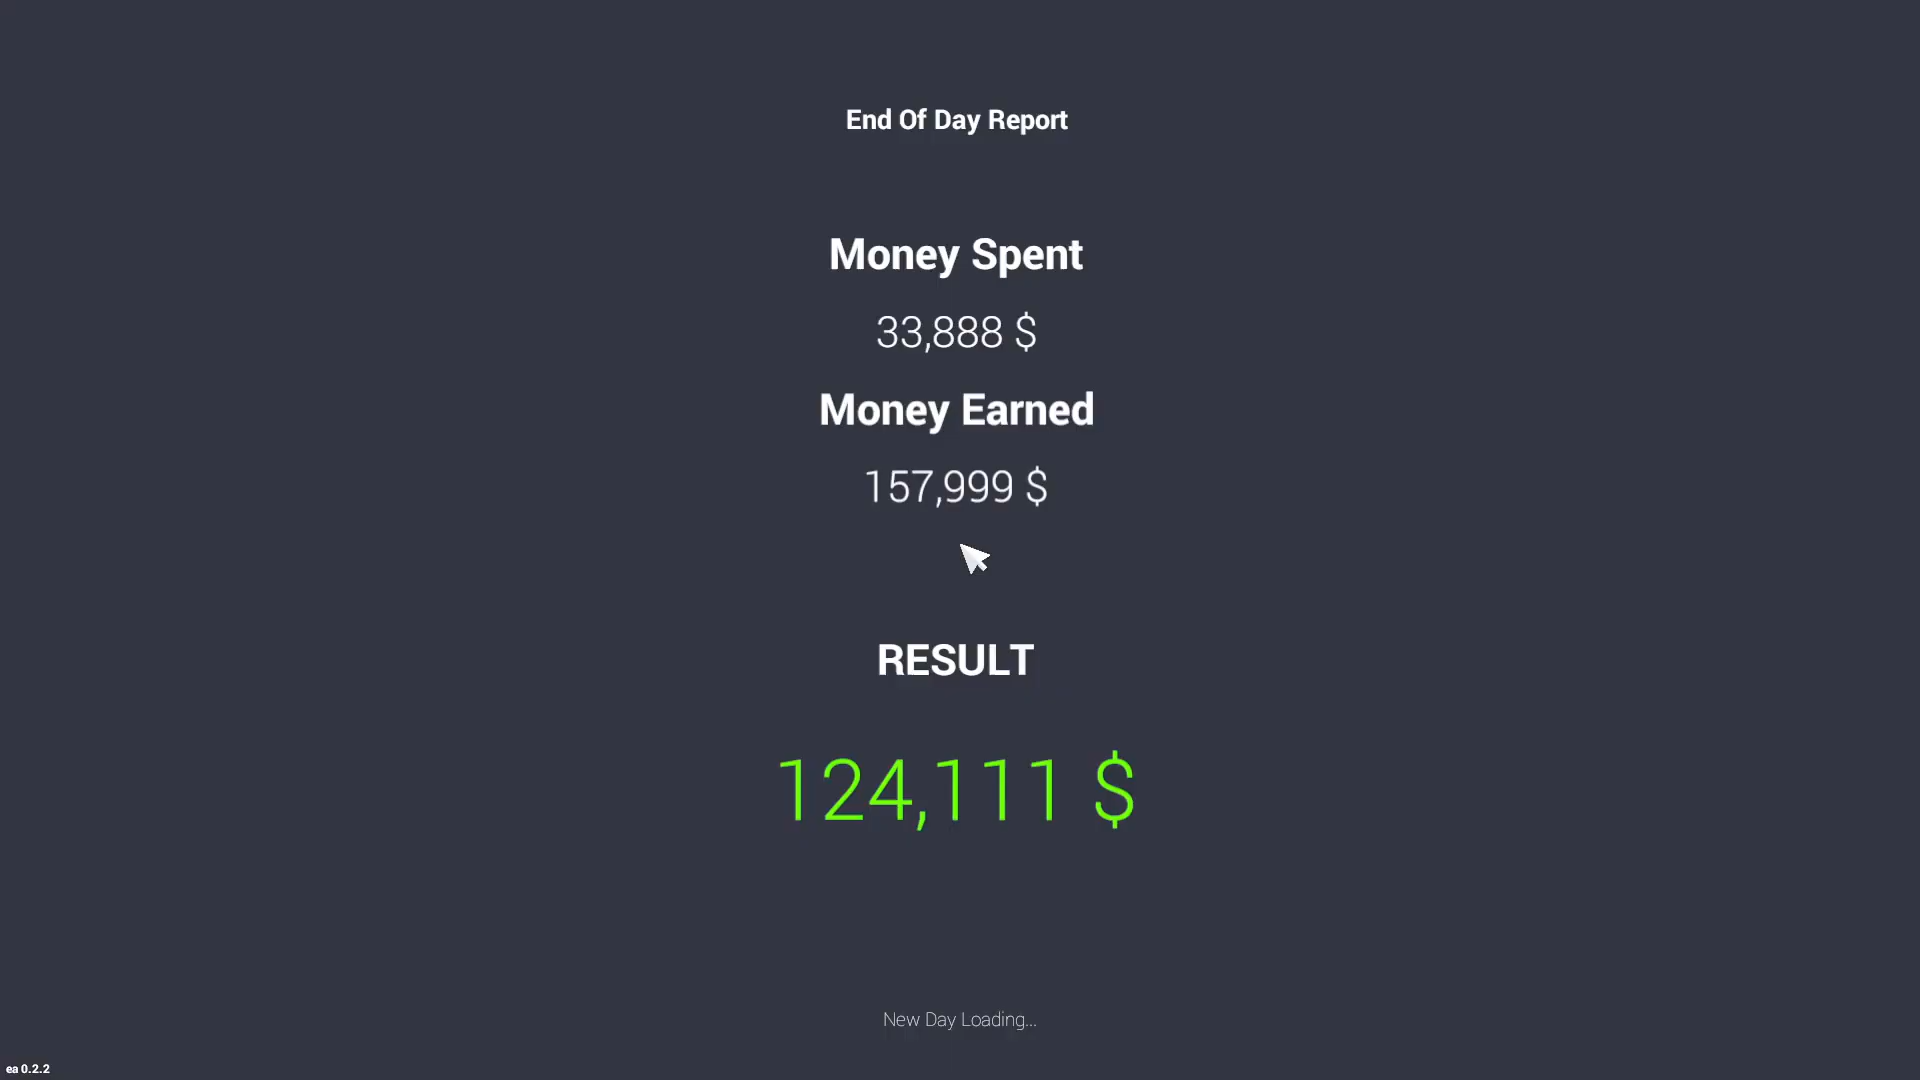 End Of Day Report
Money Spent
33,888 $
Money Earned
157,999 $
RESULT
124,111 $
New Day Loading...
ea 0.2.2